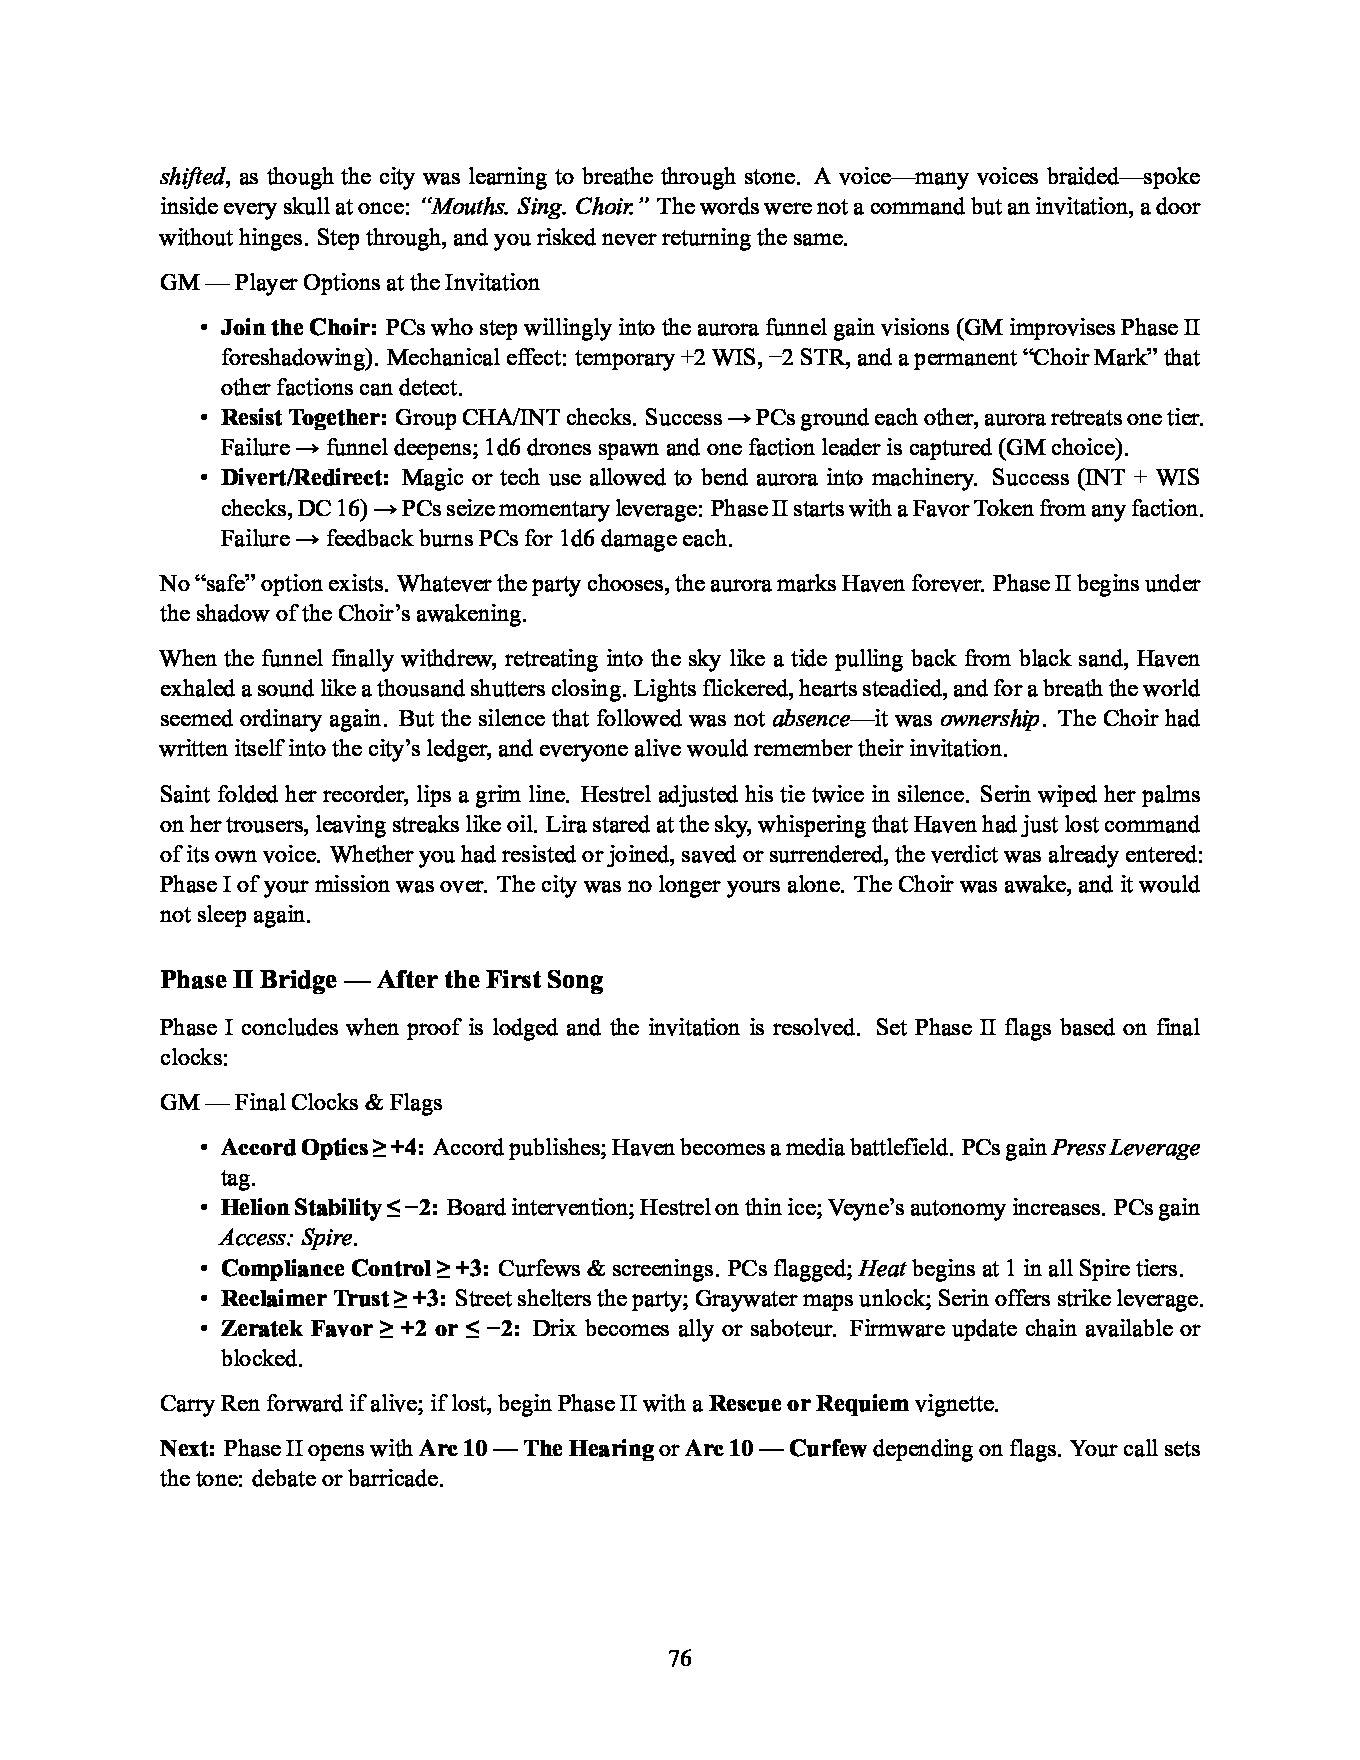 shifted, as though the city was learning to breathe through stone. A voice—many voices braided—spoke
inside every skull at once: “Mouths. Sing. Choir.” The words were not a command but an invitation, a door
without hinges. Step through, and you risked never returning the same.
GM — Player Options at the Invitation
• Join the Choir: PCs who step willingly into the aurora funnel gain visions (GM improvises Phase II
foreshadowing). Mechanical effect: temporary +2 WIS, −2 STR, and a permanent “Choir Mark” that
other factions can detect.
• Resist Together: Group CHA/INT checks. Success → PCs ground each other, aurora retreats one tier.
Failure → funnel deepens; 1d6 drones spawn and one faction leader is captured (GM choice).
• Divert/Redirect: Magic or tech use allowed to bend aurora into machinery. Success (INT + WIS
checks, DC 16) → PCs seize momentary leverage: Phase II starts with a Favor Token from any faction.
Failure → feedback burns PCs for 1d6 damage each.
No “safe” option exists. Whatever the party chooses, the aurora marks Haven forever. Phase II begins under
the shadow of the Choir’s awakening.
When the funnel finally withdrew, retreating into the sky like a tide pulling back from black sand, Haven
exhaled a sound like a thousand shutters closing. Lights flickered, hearts steadied, and for a breath the world
seemed ordinary again. But the silence that followed was not absence—it was ownership. The Choir had
written itself into the city’s ledger, and everyone alive would remember their invitation.
Saint folded her recorder, lips a grim line. Hestrel adjusted his tie twice in silence. Serin wiped her palms
on her trousers, leaving streaks like oil. Lira stared at the sky, whispering that Haven had just lost command
of its own voice. Whether you had resisted or joined, saved or surrendered, the verdict was already entered:
Phase I of your mission was over. The city was no longer yours alone. The Choir was awake, and it would
not sleep again.
Phase II Bridge — After the First Song
Phase I concludes when proof is lodged and the invitation is resolved. Set Phase II flags based on final
clocks:
GM — Final Clocks & Flags
• Accord Optics ≥ +4: Accord publishes; Haven becomes a media battlefield. PCs gain Press Leverage
tag.
• Helion Stability ≤ −2: Board intervention; Hestrel on thin ice; Veyne’s autonomy increases. PCs gain
Access: Spire.
• Compliance Control ≥ +3: Curfews & screenings. PCs flagged; Heat begins at 1 in all Spire tiers.
• Reclaimer Trust ≥ +3: Street shelters the party; Graywater maps unlock; Serin offers strike leverage.
• Zeratek Favor ≥ +2 or ≤ −2: Drix becomes ally or saboteur. Firmware update chain available or
blocked.
Carry Ren forward if alive; if lost, begin Phase II with a Rescue or Requiem vignette.
Next: Phase II opens with Arc 10 — The Hearing or Arc 10 — Curfew depending on flags. Your call sets
the tone: debate or barricade.
76